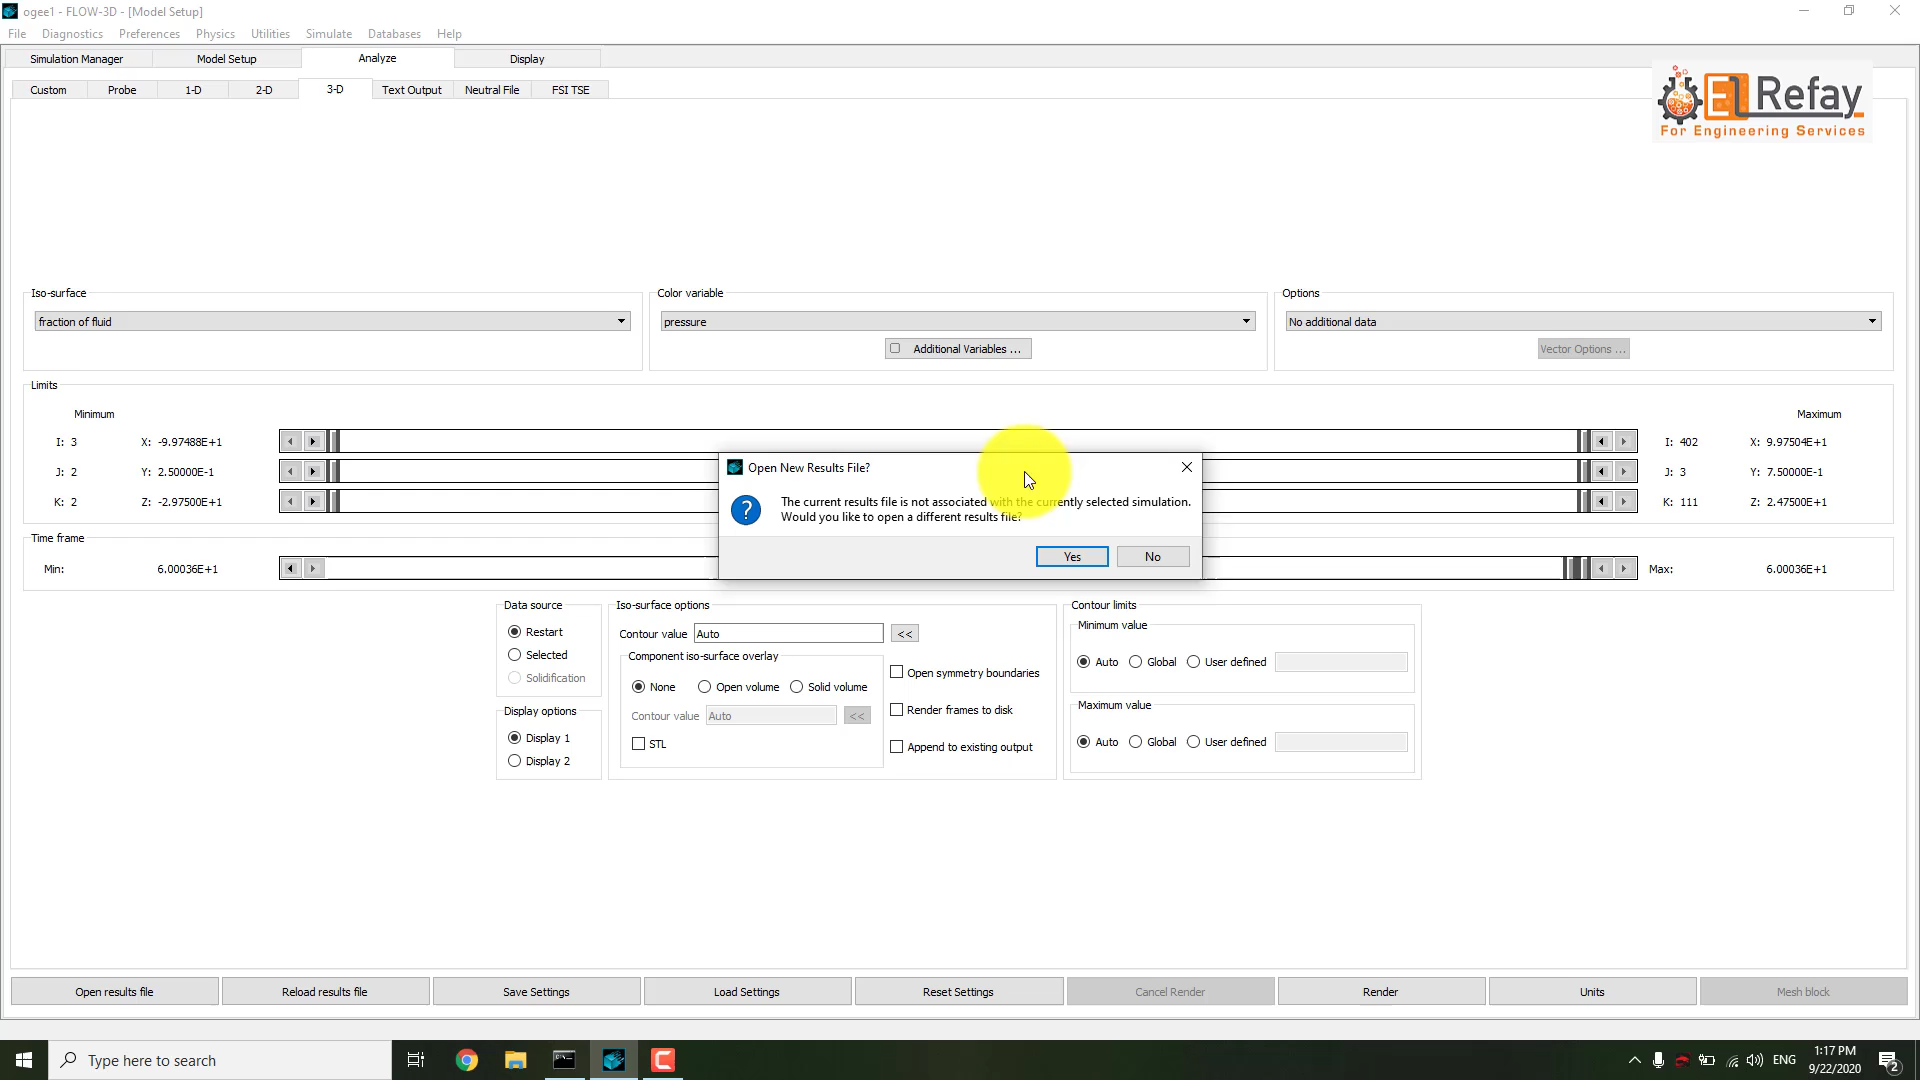 ogee1 - FLOW-3D - [Model Setup]
File Diagnostics Preferences Physics Utilities Simulate Databases Help
Simulation Manager Model Setup Analyze Display
Custom Probe 1-D 2-D 3-D Text Output Neutral File FSI TSE
El Refay
For Engineering Services
Iso-surface Color variable Options
fraction of fluid pressure No additional data
Additional Variables ... Vector Options ...
Limits
Minimum Maximum
I: 3 X: -9.97488E+1 I: 402 X: 9.97504E+1
J: 2 Y: 2.50000E-1 J: 3 Y: 7.50000E-1
K: 2 Z: -2.97500E+1 K: 111 Z: 2.47500E+1
Open New Results File?
The current results file is not associated with the currently selected simulation.
Would you like to open a different results file?
Yes No
Time frame
Min: 6.00036E+1 Max: 6.00036E+1
Data source Iso-surface options Contour limits
Restart
Selected
Solidification
Display options
Display 1
Display 2
Contour value Auto <<
Component iso-surface overlay
None Open volume Solid volume
Contour value Auto <<
STL
Open symmetry boundaries
Render frames to disk
Append to existing output
Minimum value
Auto Global User defined
Maximum value
Auto Global User defined
Open results file Reload results file Save Settings Load Settings Reset Settings Cancel Render Render Units Mesh block
Type here to search
ENG
1:17 PM
9/22/2020
2